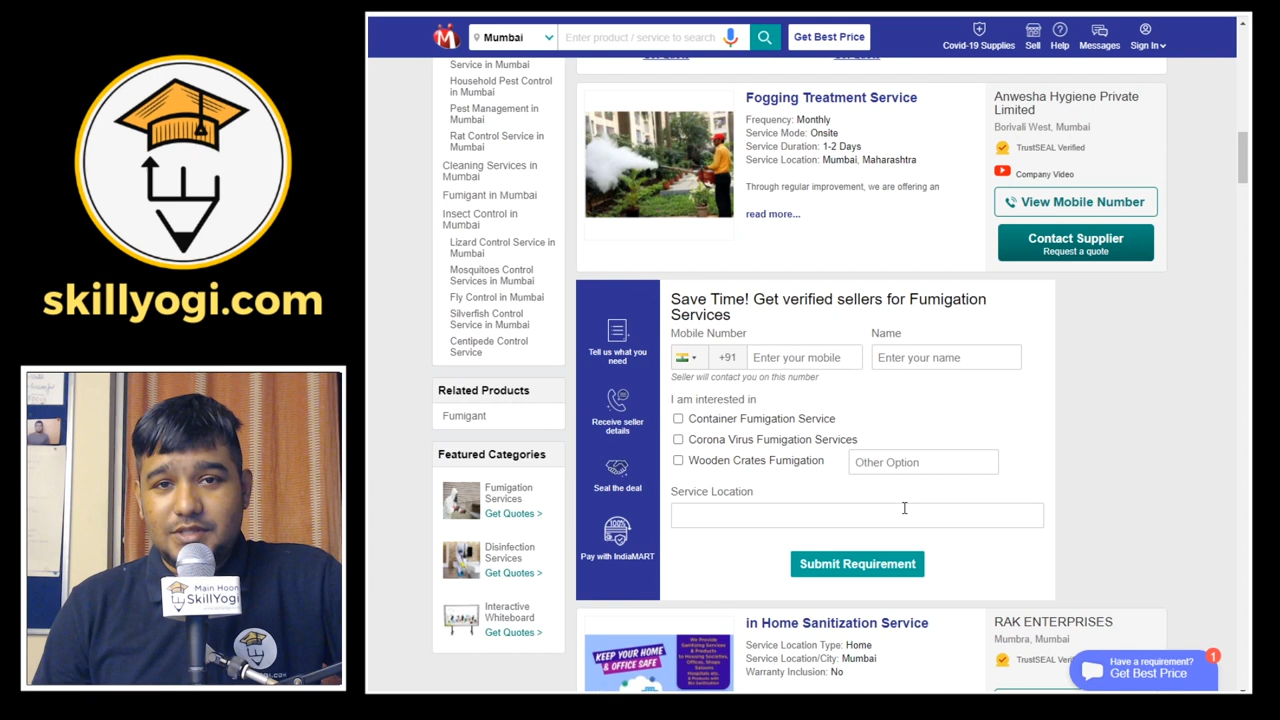 skillyogi.com
Main Hoon
SkillYogi
Mumbai
Enter product / service to search
Get Best Price
Covid-19 Supplies
Sell
Help
Messages
Sign In
Service in Mumbai
Household Pest Control
in Mumbai
Pest Management in
Mumbai
Rat Control Service in
Mumbai
Cleaning Services in
Mumbai
Fumigant in Mumbai
Insect Control in
Mumbai
Lizard Control Service in
Mumbai
Mosquitoes Control
Services in Mumbai
Fly Control in Mumbai
Silverfish Control
Service in Mumbai
Centipede Control
Service
Related Products
Fumigant
Featured Categories
Fumigation
Services
Get Quotes >
Disinfection
Services
Get Quotes >
Interactive
Whiteboard
Get Quotes >
Fogging Treatment Service
Frequency: Monthly
Service Mode: Onsite
Service Duration: 1-2 Days
Service Location: Mumbai, Maharashtra
Through regular improvement, we are offering an
read more...
Anwesha Hygiene Private
Limited
Borivali West, Mumbai
TrustSEAL Verified
Company Video
View Mobile Number
Contact Supplier
Request a quote
Tell us what you
need
Receive seller
details
Seal the deal
100%
Pay with IndiaMART
Save Time! Get verified sellers for Fumigation
Services
Mobile Number
Name
+91
Enter your mobile
Enter your name
Seller will contact you on this number
I am interested in
Container Fumigation Service
Corona Virus Fumigation Services
Wooden Crates Fumigation
Other Option
Service Location
Submit Requirement
KEEP YOUR HOME
& OFFICE SAFE
in Home Sanitization Service
Service Location Type: Home
Service Location/City: Mumbai
Warranty Inclusion: No
RAK ENTERPRISES
Mumbra, Mumbai
Have a requirement?
Get Best Price
1